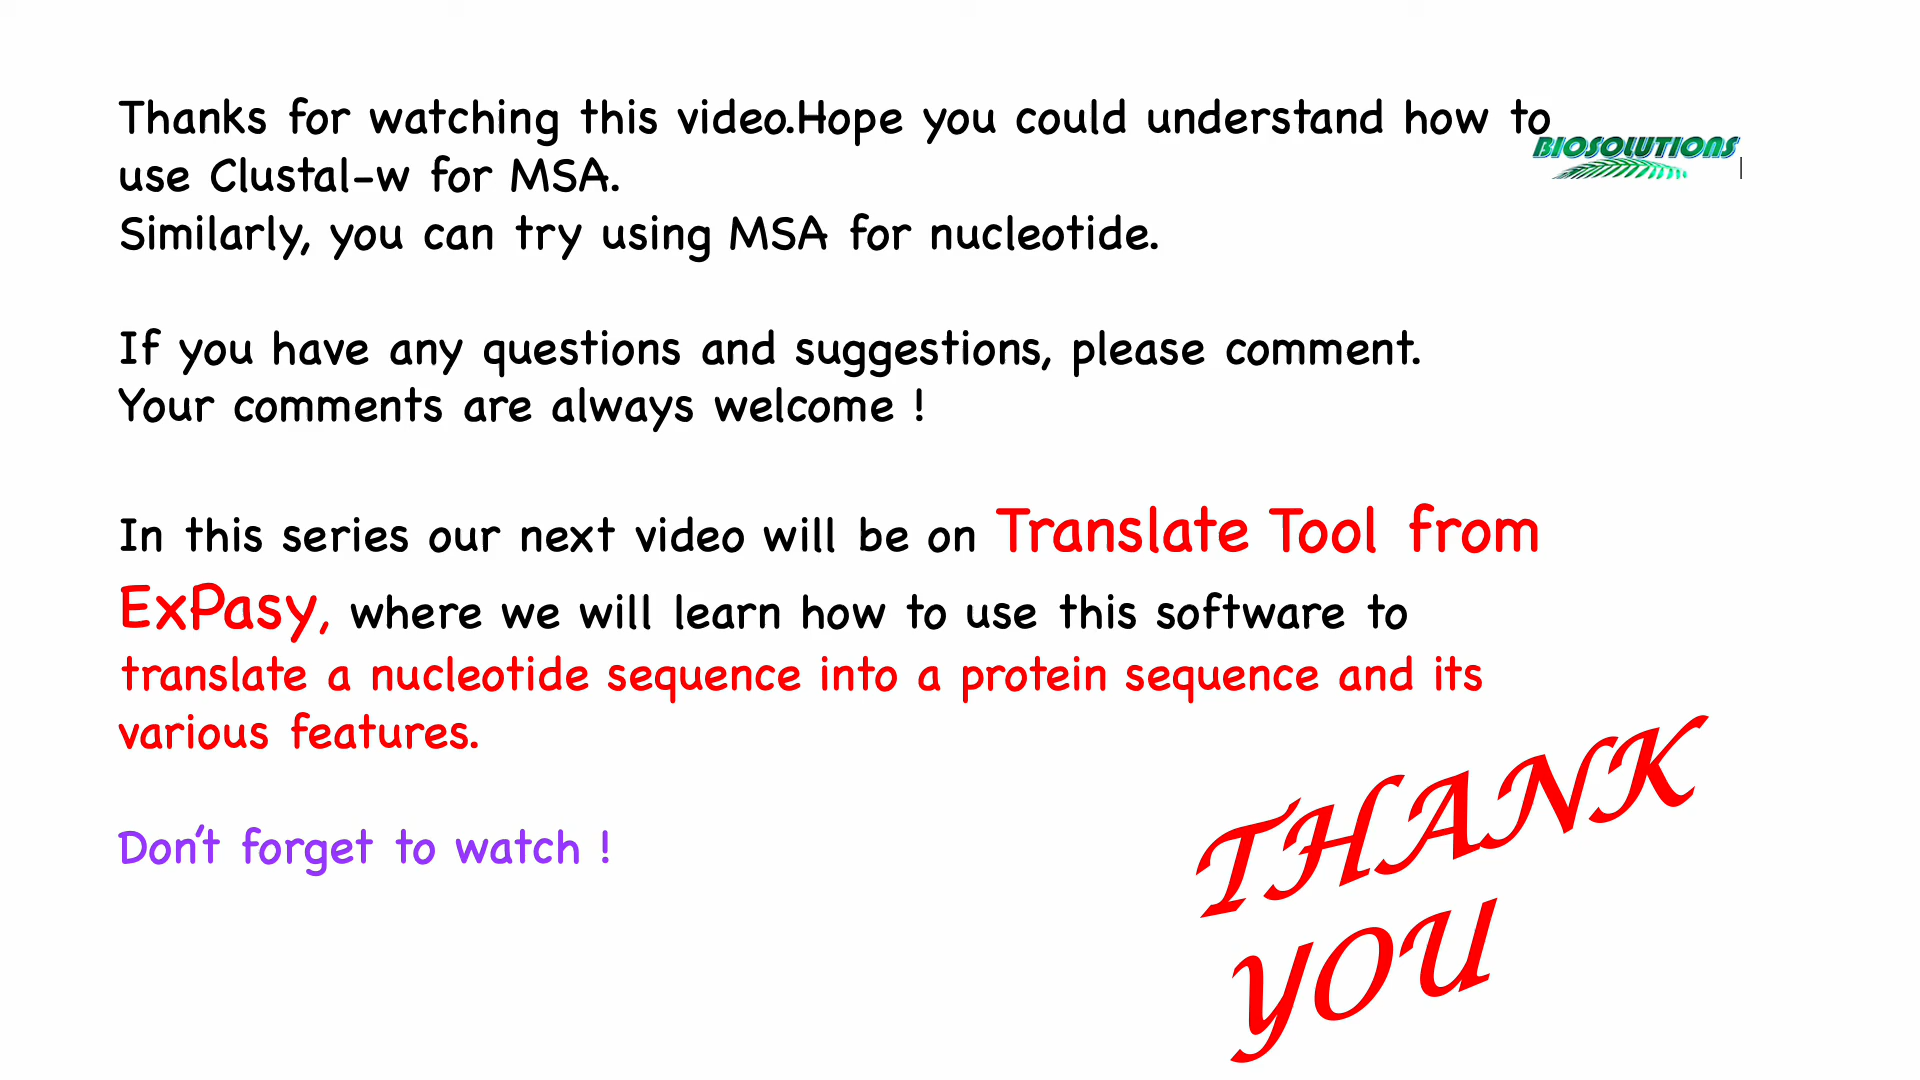 Thanks for watching this video.Hope you could understand how to
BIOSOLUTIONS
use Clustal-w for MSA.
Similarly, you can try using MSA for nucleotide.
If you have any questions and suggestions, please comment.
Your comments are always welcome !
In this series our next video will be on Translate Tool from
ExPasy, where we will learn how to use this software to
translate a nucleotide sequence into a protein sequence and its
various features.
Don't forget to watch !
THANK
YOU